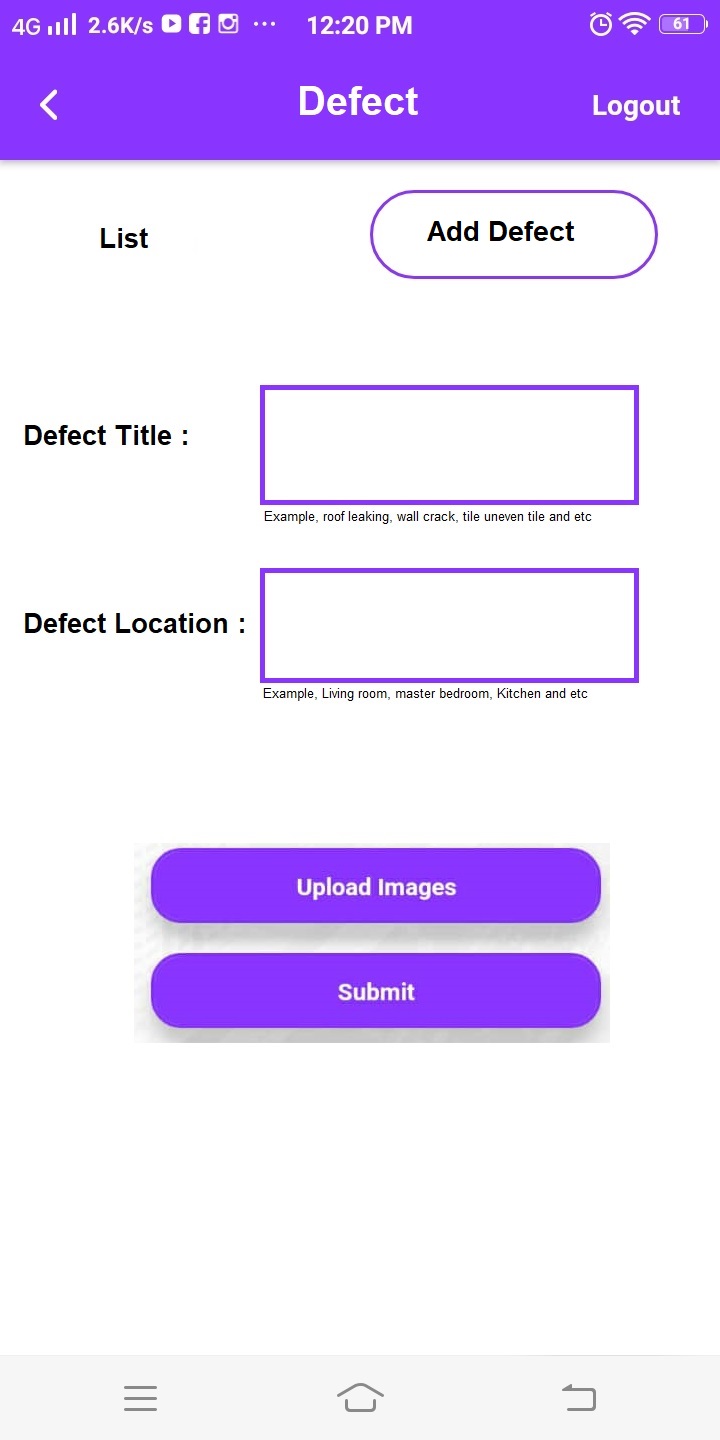 4G 2.6K/s ... 12:20 PM 61
Defect Logout
List Add Defect
Defect Title :
Example, roof leaking, wall crack, tile uneven tile and etc
Defect Location :
Example, Living room, master bedroom, Kitchen and etc
Upload Images
Submit